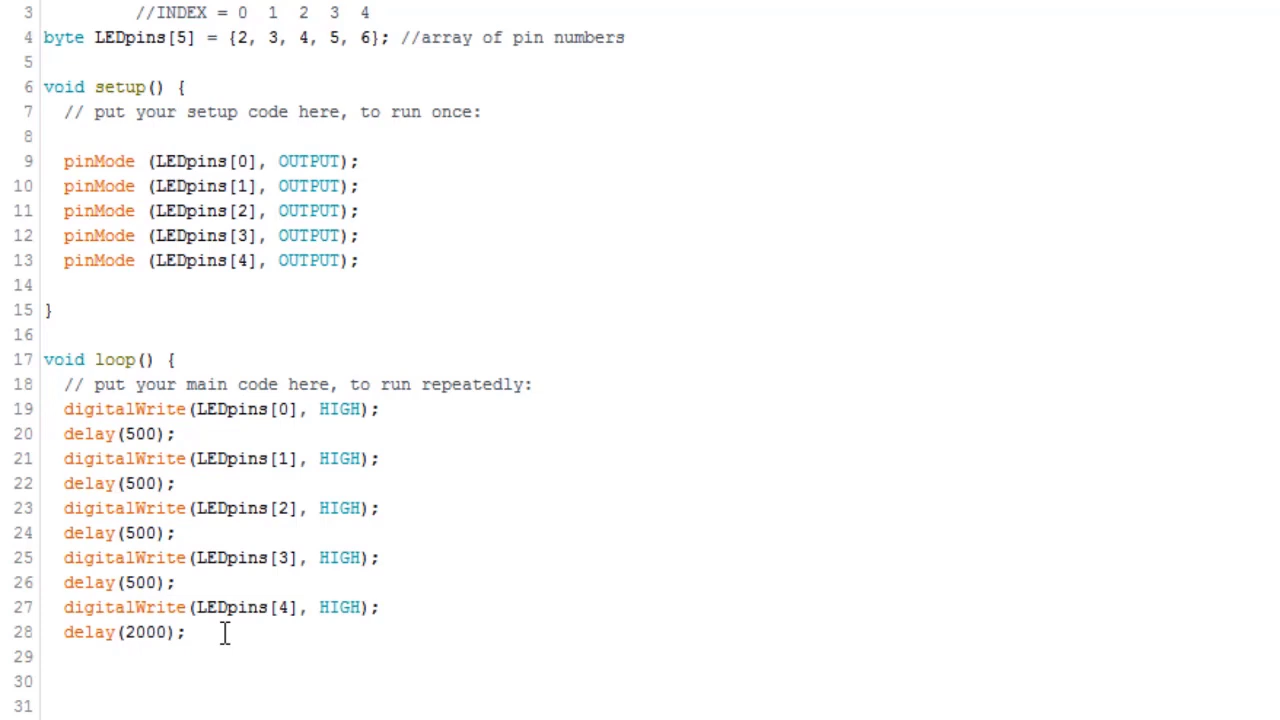 3 //INDEX = 0 1 2 3 4
4 byte LEDpins[5] = {2, 3, 4, 5, 6}; //array of pin numbers
5
6 void setup() {
7 // put your setup code here, to run once:
8
9 pinMode (LEDpins[0], OUTPUT);
10 pinMode (LEDpins[1], OUTPUT);
11 pinMode (LEDpins[2], OUTPUT);
12 pinMode (LEDpins[3], OUTPUT);
13 pinMode (LEDpins[4], OUTPUT);
14
15 }
16
17 void loop() {
18 // put your main code here, to run repeatedly:
19 digitalWrite(LEDpins[0], HIGH);
20 delay(500);
21 digitalWrite(LEDpins[1], HIGH);
22 delay(500);
23 digitalWrite(LEDpins[2], HIGH);
24 delay(500);
25 digitalWrite(LEDpins[3], HIGH);
26 delay(500);
27 digitalWrite(LEDpins[4], HIGH);
28 delay(2000);
29
30
31